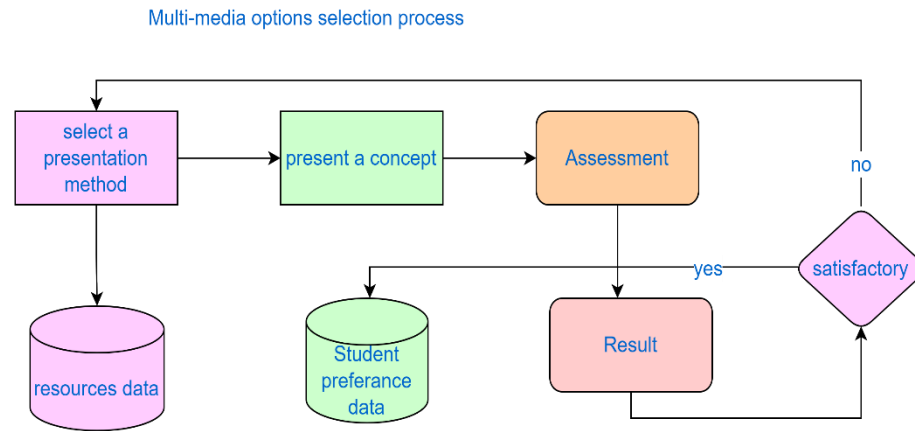 Multi-media options selection process
select a
presentation
method
present a concept
Assessment
no
satisfactory
yes
resources data
Student
preferance
data
Result